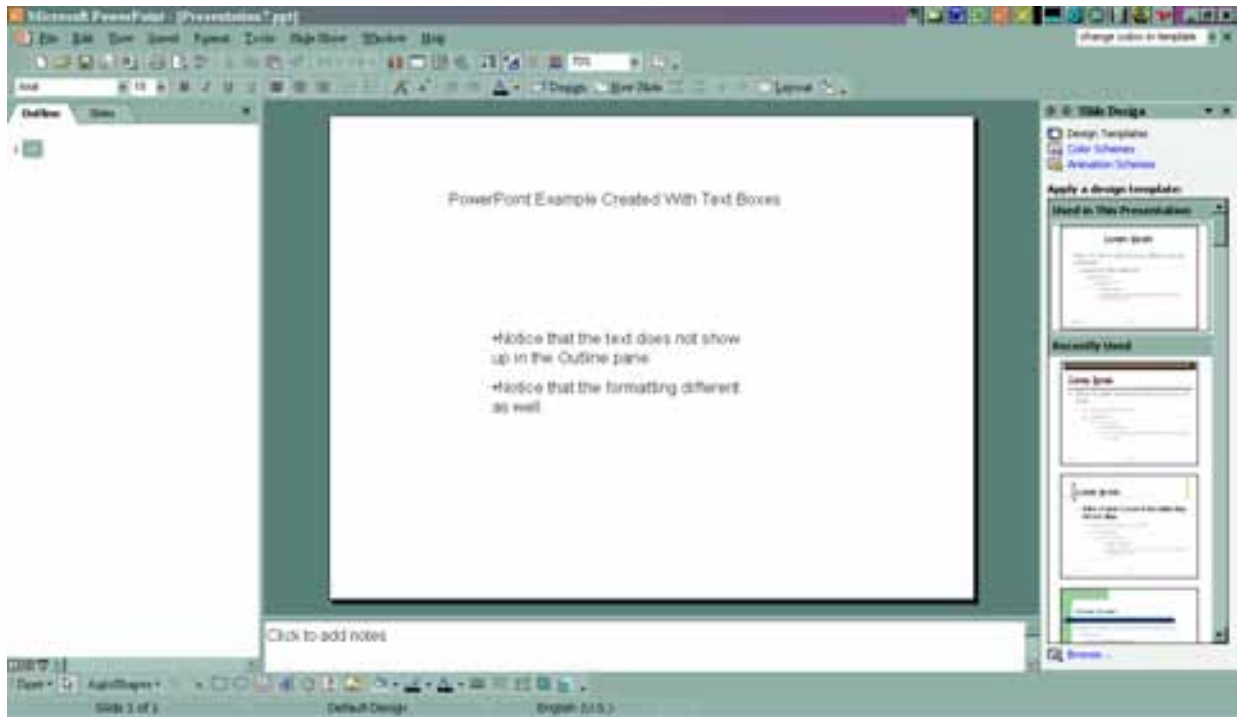 Microsoft PowerPoint - [Presentation7.ppt]
File Edit View Insert Format Tools Slide Show Window Help
change colors in template
Arial 18 B I U
Design New Slide Layout
Outline Slides
Slide Design
Design Templates
Color Schemes
Animation Schemes
Apply a design template:
Used in This Presentation
Recently Used
Browse...
1
PowerPoint Example Created With Text Boxes
•Notice that the text does not show
up in the Outline pane
•Notice that the formatting different
as well.
Click to add notes
Draw AutoShapes
Slide 1 of 1 Default Design English (U.S.)